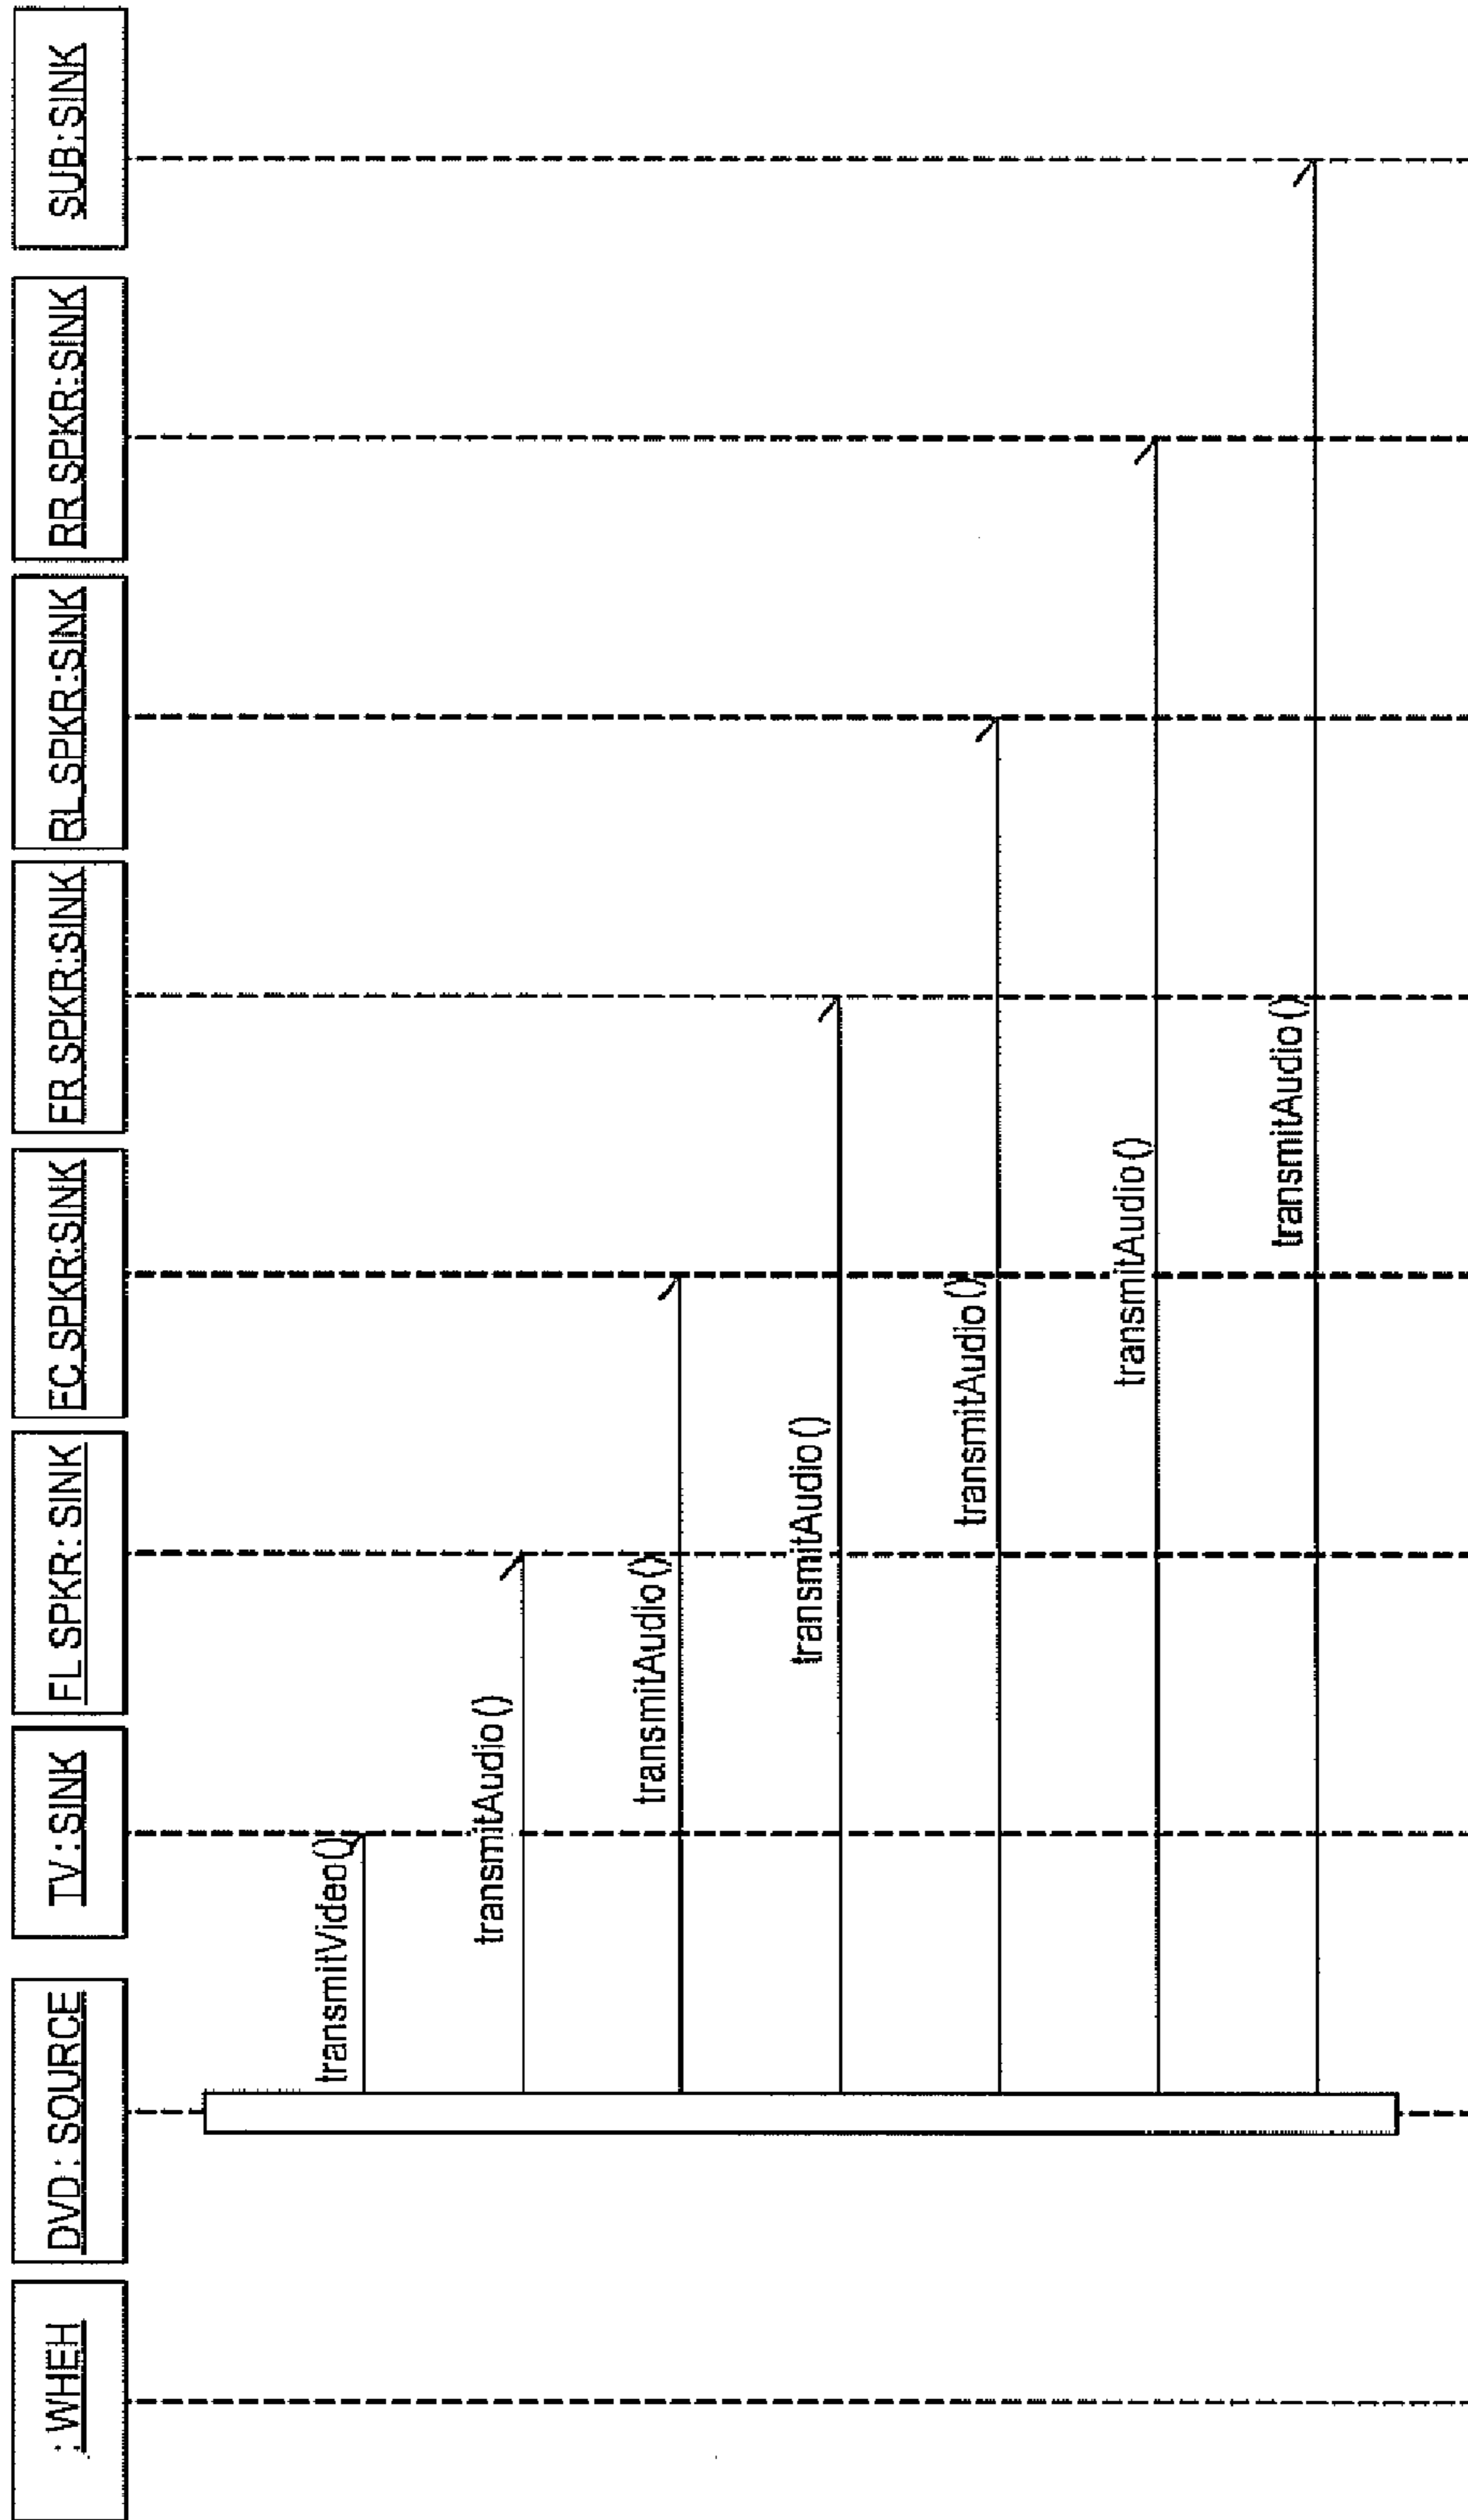 : WHEH
DVD : SOURCE
TV : SINK
FL SPKR : SINK
FC SPKR:SINK
FR SPKR:SINK
BL SPKR:SINK
RR SPKR:SINK
SUB:SINK
transmitVideo()
transmitAudio()
transmitAudio()
transmitAudio()
transmitAudio()
transmitAudio()
transmitAudio()